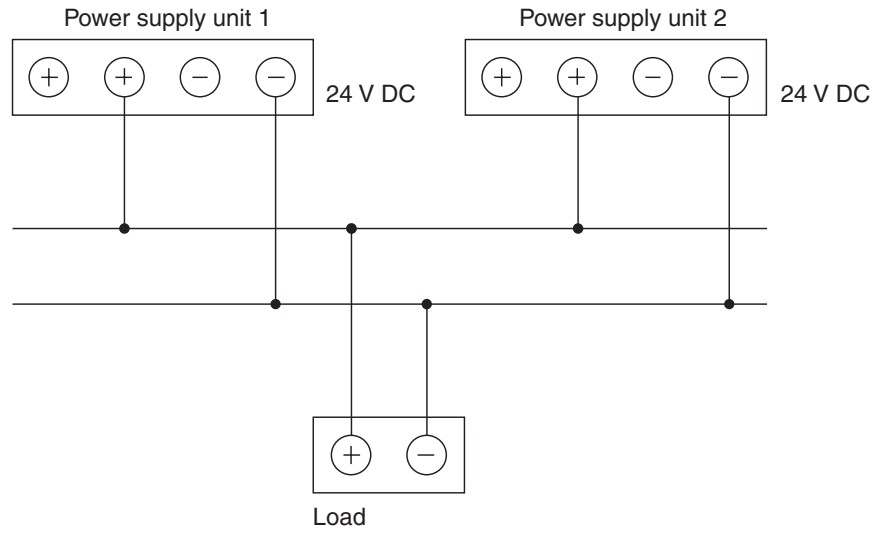 Power supply unit 1
Power supply unit 2
+ + − −
24 V DC
+ + − −
24 V DC
+ −
Load